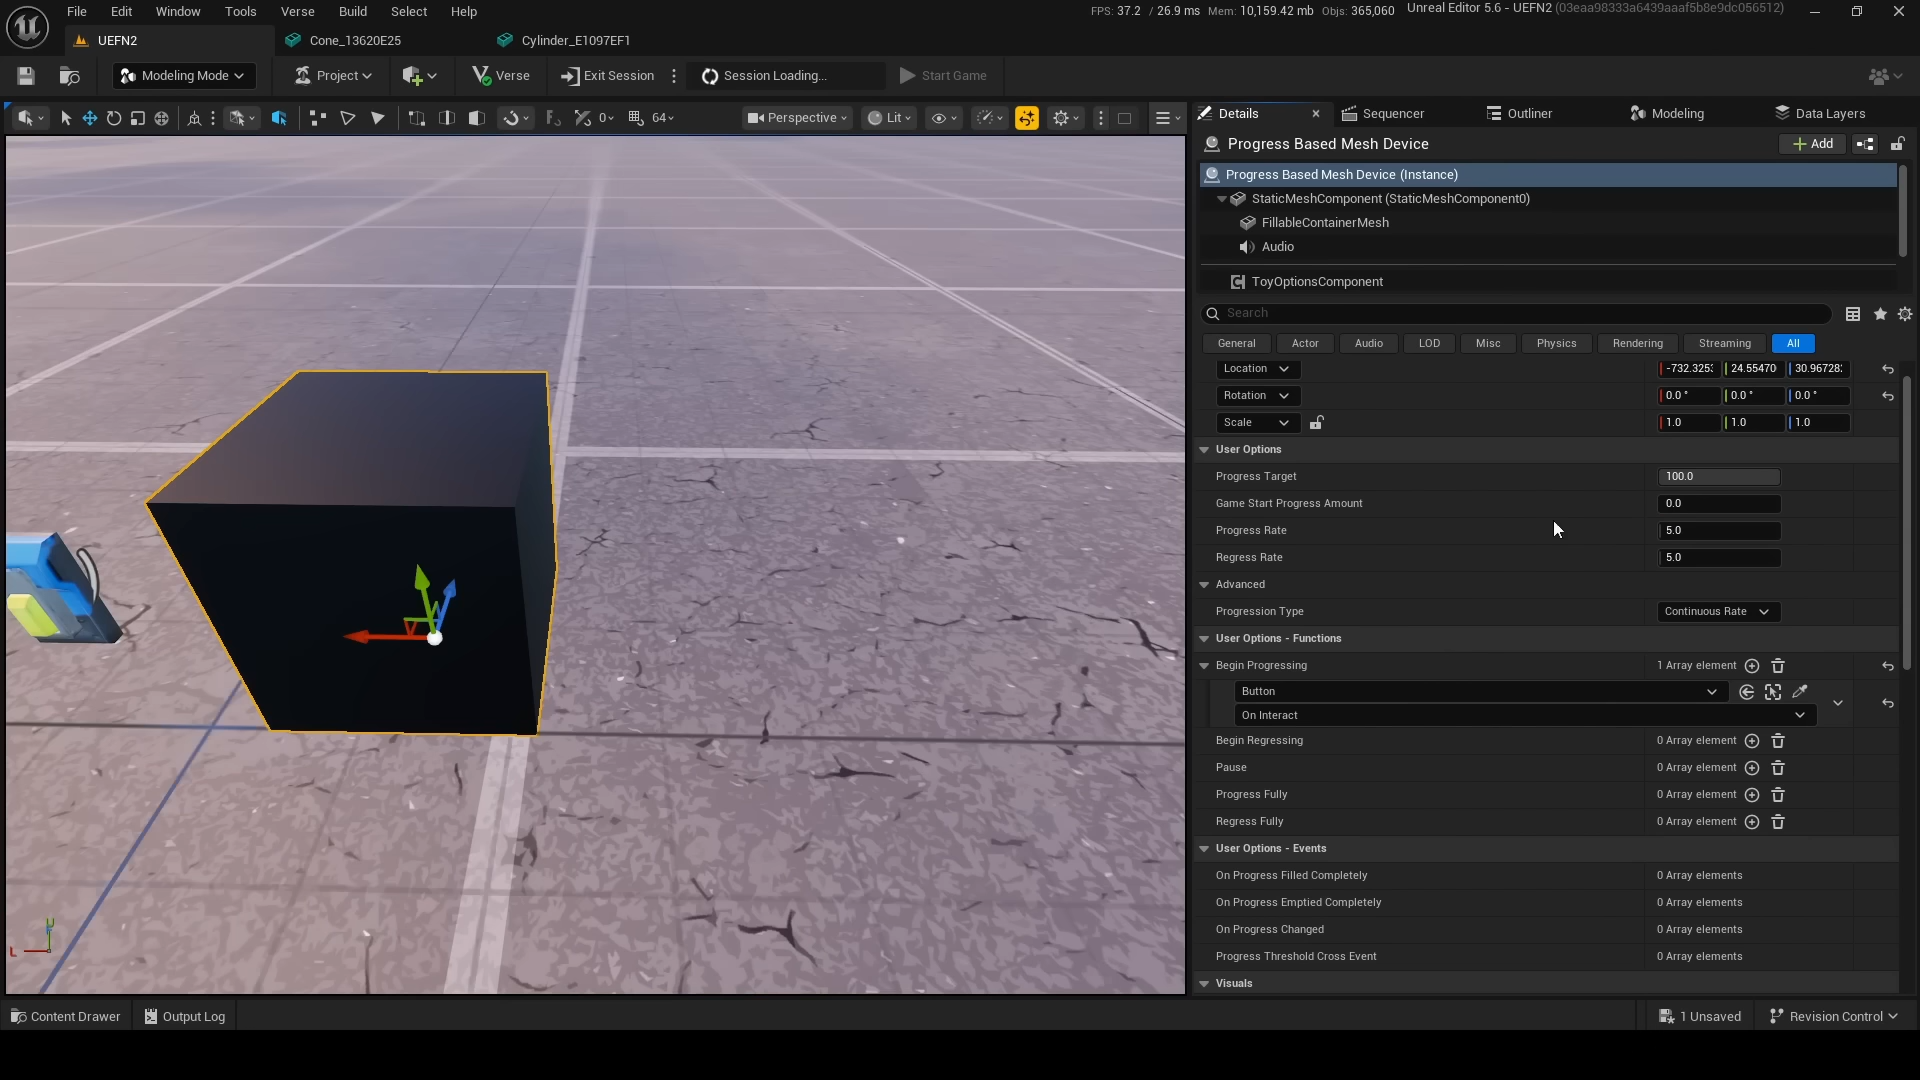 File Edit Window Tools Verse Build Select Help
FPS: 37.2 / 26.9 ms Mem: 10,159.42 mb Objs: 365,060 Unreal Editor 5.6 - UEFN2 (03eaa98333a6439aaaf5b8e9dc056512)
UEFN2 Cone_13620E25 Cylinder_E1097EF1
Modeling Mode Project Verse Exit Session Session Loading... Start Game
0 64 Perspective Lit
Details Sequencer Outliner Modeling Data Layers
Progress Based Mesh Device Add
Progress Based Mesh Device (Instance)
StaticMeshComponent (StaticMeshComponent0)
FillableContainerMesh
Audio
ToyOptionsComponent
Search
General Actor Audio LOD Misc Physics Rendering Streaming All
Location -732.325 24.55470 30.96728
Rotation 0.0 ° 0.0 ° 0.0 °
Scale 1.0 1.0 1.0
User Options
Progress Target 100.0
Game Start Progress Amount 0.0
Progress Rate 5.0
Regress Rate 5.0
Advanced
Progression Type Continuous Rate
User Options - Functions
Begin Progressing 1 Array element
Button
On Interact
Begin Regressing 0 Array element
Pause 0 Array element
Progress Fully 0 Array element
Regress Fully 0 Array element
User Options - Events
On Progress Filled Completely 0 Array elements
On Progress Emptied Completely 0 Array elements
On Progress Changed 0 Array elements
Progress Threshold Cross Event 0 Array elements
Visuals
Content Drawer Output Log 1 Unsaved Revision Control